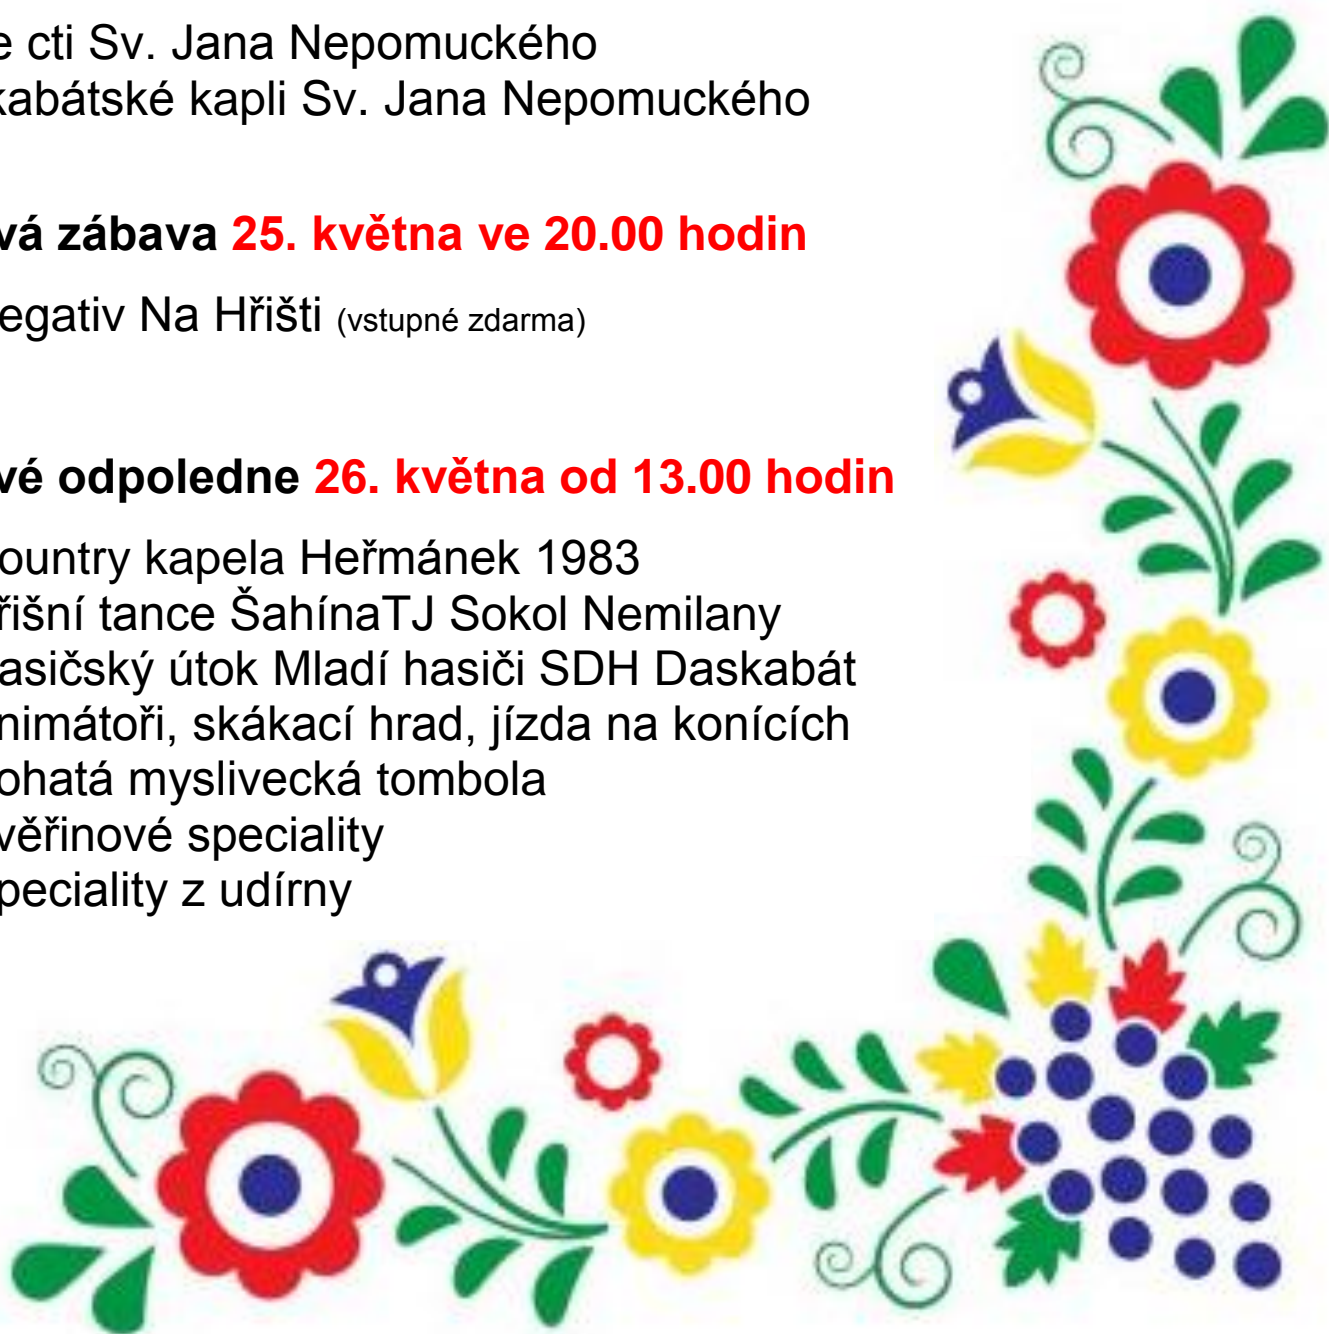 e cti Sv. Jana Nepomuckého
kabátské kapli Sv. Jana Nepomuckého
vá zábava 25. května ve 20.00 hodin
egativ Na Hřišti (vstupné zdarma)
vé odpoledne 26. května od 13.00 hodin
ountry kapela Heřmánek 1983
řišní tance ŠahínaTJ Sokol Nemilany
asičský útok Mladí hasiči SDH Daskabát
nimátoři, skákací hrad, jízda na konících
ohatá myslivecká tombola
věřinové speciality
peciality z udírny